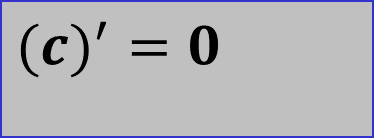 (c)′ = 0